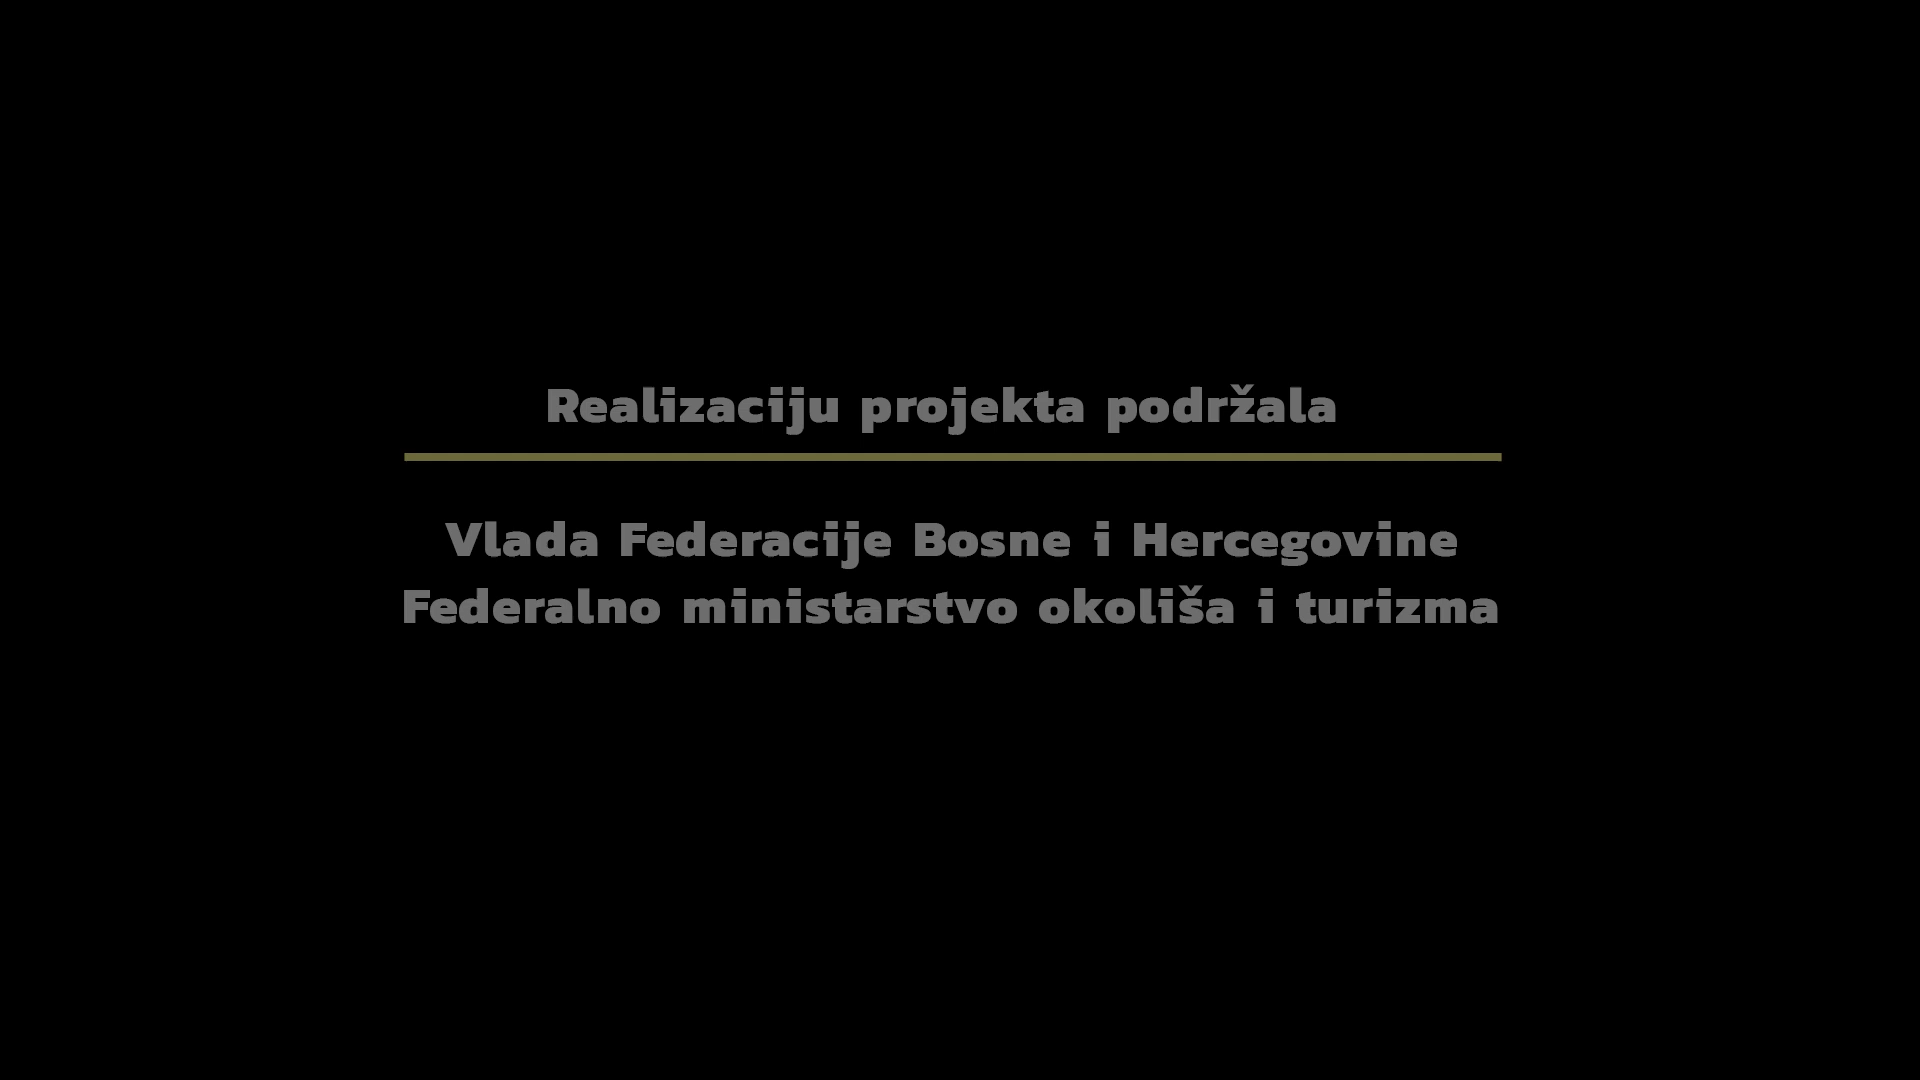 Realizaciju projekta podržala
Vlada Federacije Bosne i Hercegovine
Federalno ministarstvo okoliša i turizma